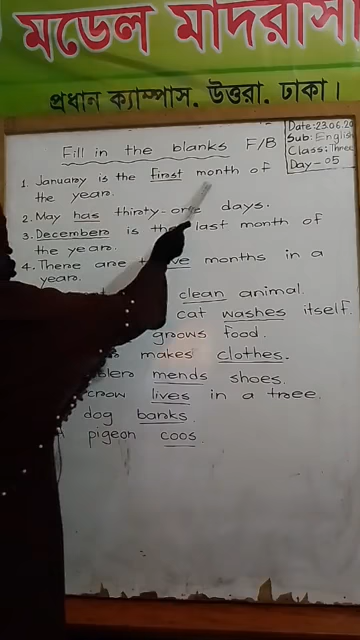 মডেল মাদরাসা
প্রধান ক্যাম্পাস, উত্তরা, ঢাকা।
Date: 23.06.20
Sub: English
Class: Three
Day - 05
Fill in the blanks F/B
1. January is the first month of
the year.
2. May has thirty-one days.
3. December is the last month of
the year.
4. There are months in a
year.
clean animal.
cat washes itself.
grows food.
makes clothes.
mends shoes.
crow lives in a tree.
dog barks.
pigeon coos.